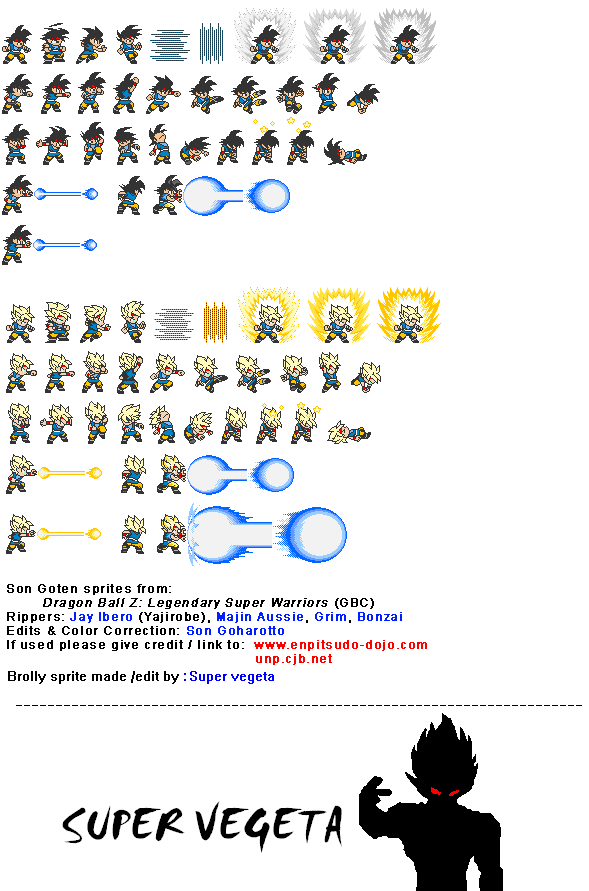 Son Goten sprites from:
Dragon Ball Z: Legendary Super Warriors (GBC)
Rippers: Jay Ibero (Yajirobe), Majin Aussie, Grim, Bonzai
Edits & Color Correction: Son Goharotto
If used please give credit / link to: www.enpitsudo-dojo.com
unp.cjb.net
Brolly sprite made /edit by : Super vegeta
SUPER VEGETA